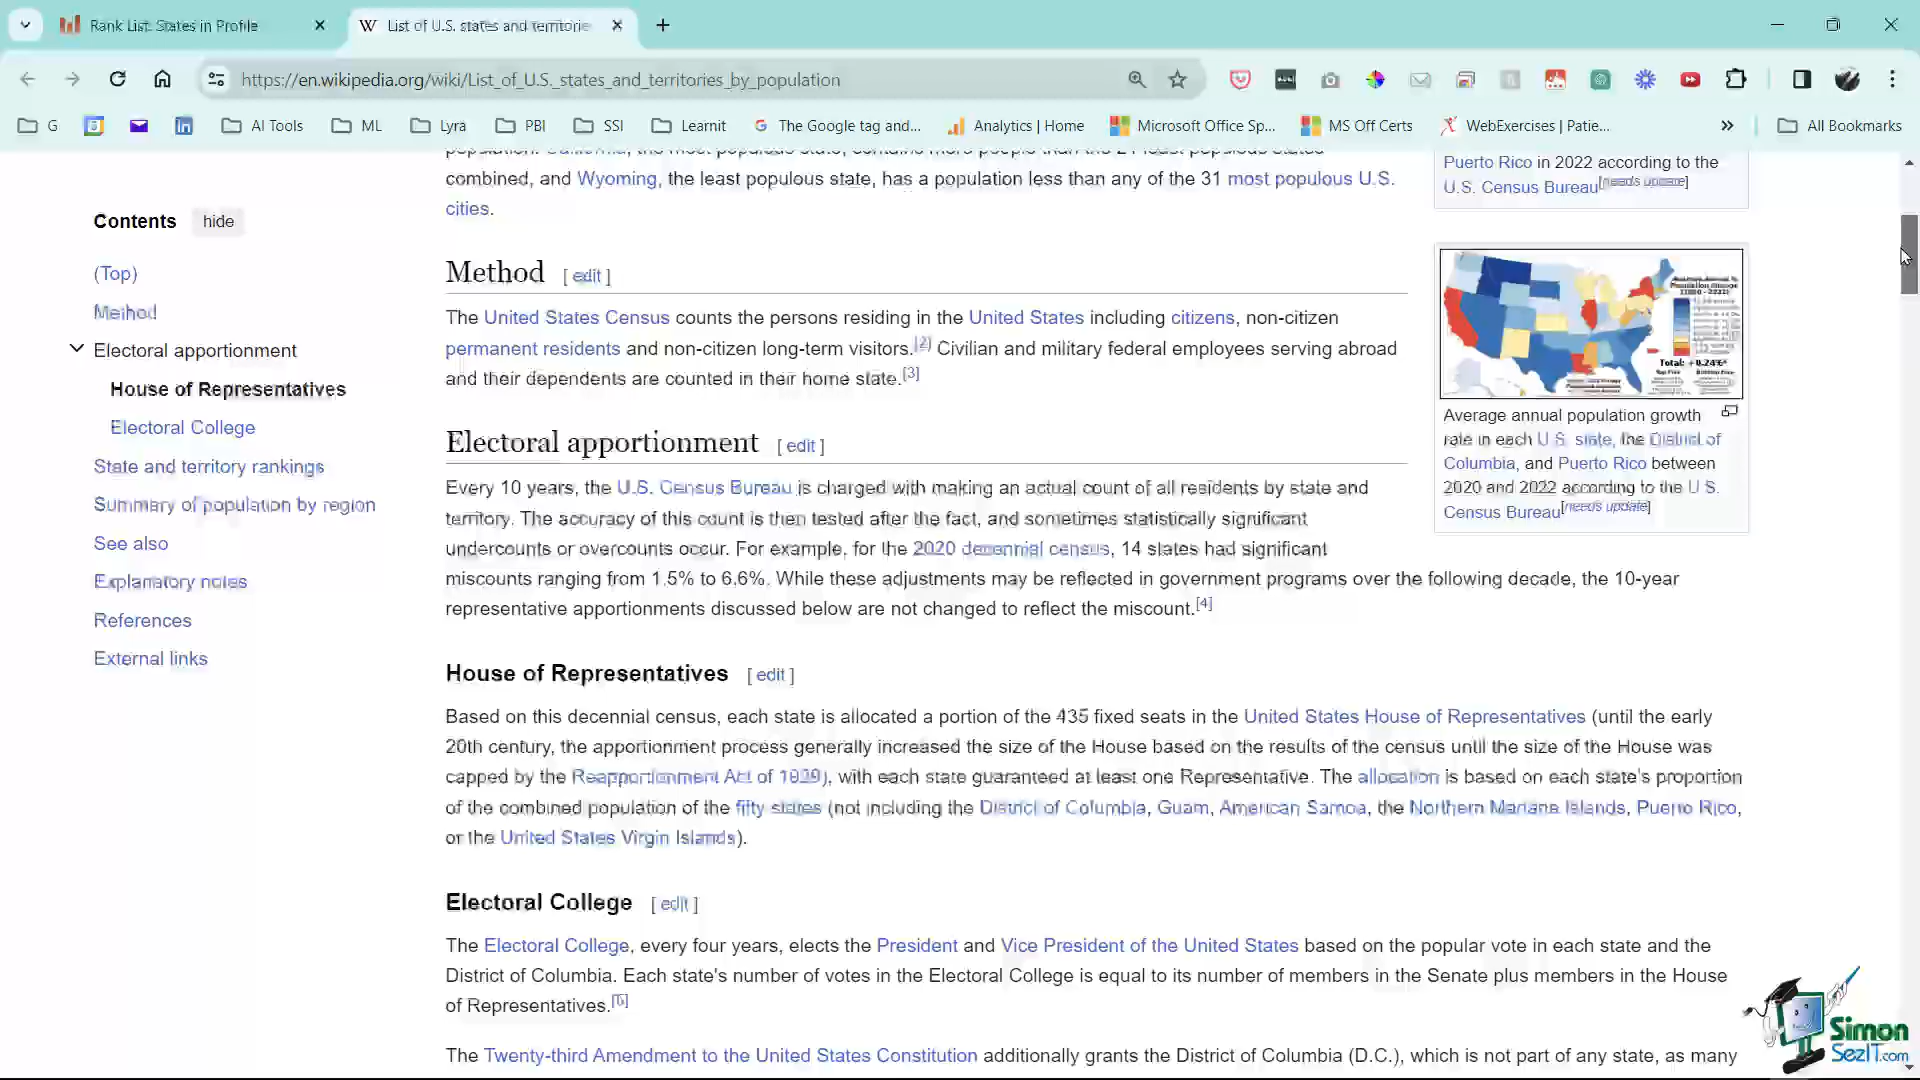 Rank List: States in Profile
List of U.S. states and territorie
https://en.wikipedia.org/wiki/List_of_U.S._states_and_territories_by_population
G
AI Tools
ML
Lyra
PBI
SSI
Learnit
The Google tag and...
Analytics | Home
Microsoft Office Sp...
MS Off Certs
WebExercises | Patie...
All Bookmarks
combined, and Wyoming, the least populous state, has a population less than any of the 31 most populous U.S.
cities.
Puerto Rico in 2022 according to the
U.S. Census Bureau[needs update]
Contents hide
(Top)
Method
Electoral apportionment
House of Representatives
Electoral College
State and territory rankings
Summary of population by region
See also
Explanatory notes
References
External links
Method [ edit ]
The United States Census counts the persons residing in the United States including citizens, non-citizen
permanent residents and non-citizen long-term visitors.[2] Civilian and military federal employees serving abroad
and their dependents are counted in their home state.[3]
Total: +0.24%
Average annual population growth
rate in each U.S. state, the District of
Columbia, and Puerto Rico between
2020 and 2022 according to the U.S.
Census Bureau[needs update]
Electoral apportionment [ edit ]
Every 10 years, the U.S. Census Bureau is charged with making an actual count of all residents by state and
territory. The accuracy of this count is then tested after the fact, and sometimes statistically significant
undercounts or overcounts occur. For example, for the 2020 decennial census, 14 states had significant
miscounts ranging from 1.5% to 6.6%. While these adjustments may be reflected in government programs over the following decade, the 10-year
representative apportionments discussed below are not changed to reflect the miscount.[4]
House of Representatives [ edit ]
Based on this decennial census, each state is allocated a portion of the 435 fixed seats in the United States House of Representatives (until the early
20th century, the apportionment process generally increased the size of the House based on the results of the census until the size of the House was
capped by the Reapportionment Act of 1929), with each state guaranteed at least one Representative. The allocation is based on each state's proportion
of the combined population of the fifty states (not including the District of Columbia, Guam, American Samoa, the Northern Mariana Islands, Puerto Rico,
or the United States Virgin Islands).
Electoral College [ edit ]
The Electoral College, every four years, elects the President and Vice President of the United States based on the popular vote in each state and the
District of Columbia. Each state's number of votes in the Electoral College is equal to its number of members in the Senate plus members in the House
of Representatives.
The Twenty-third Amendment to the United States Constitution additionally grants the District of Columbia (D.C.), which is not part of any state, as many
Simon
SezIT.com